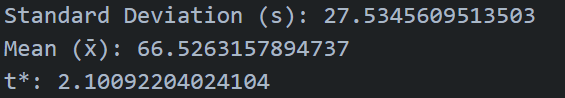 Standard Deviation (s): 27.5345609513503
Mean (x̄): 66.5263157894737
t*: 2.10092204024104